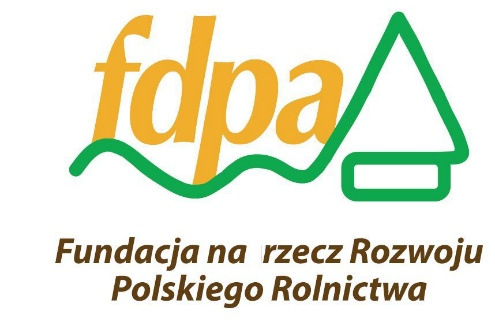 fdpa
Fundacja na rzecz Rozwoju
Polskiego Rolnictwa